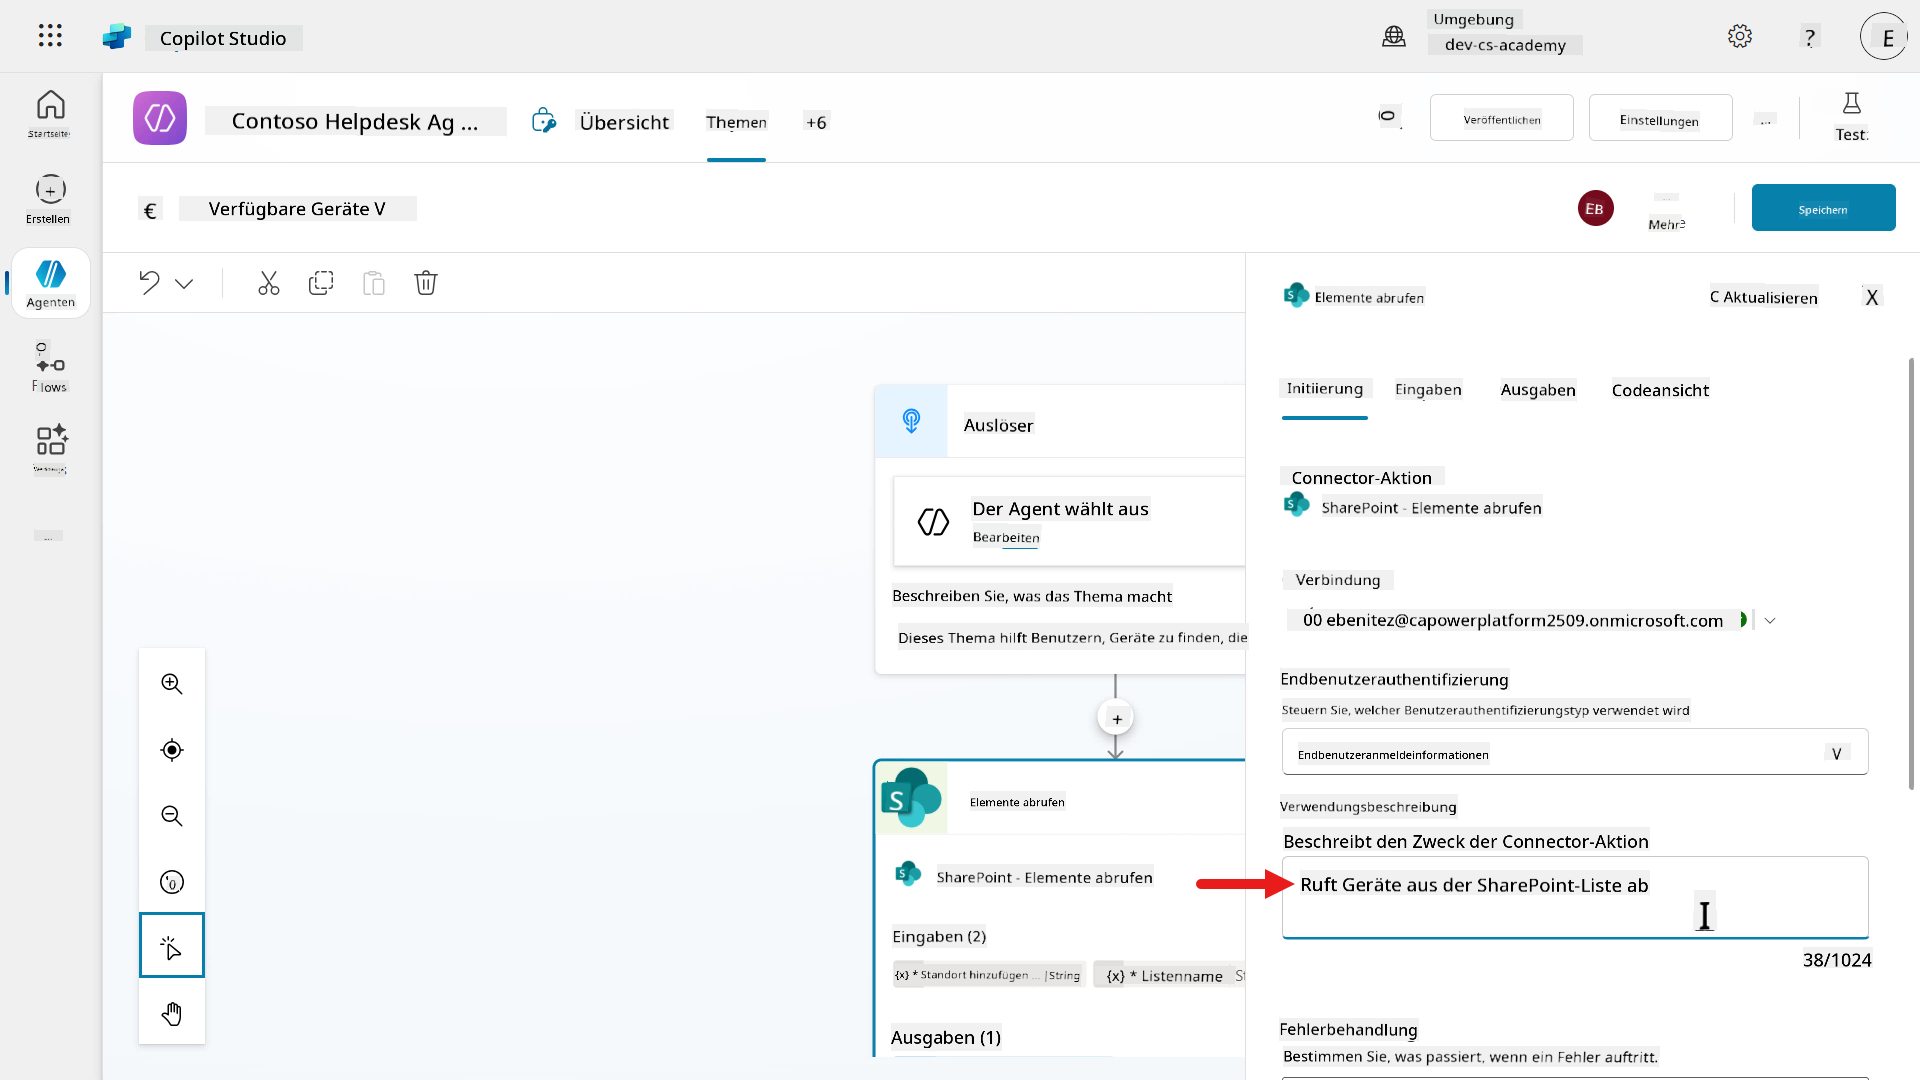 Copilot Studio
Umgebung
dev-cs-academy
?
E
Startseite
Contoso Helpdesk Ag ...
Übersicht
Themen
+6
Veröffentlichen
Einstellungen
...
Test
Erstellen
€
Verfügbare Geräte V
EB
Mehr
Speichern
Agenten
Flows
...
Auslöser
Der Agent wählt aus
Bearbeiten
Beschreiben Sie, was das Thema macht
Dieses Thema hilft Benutzern, Geräte zu finden, die
+
Elemente abrufen
SharePoint - Elemente abrufen
Eingaben (2)
{x} * Standort hinzufügen ... |String
{x} * Listenname St
Ausgaben (1)
Elemente abrufen
C Aktualisieren
X
Initiierung
Eingaben
Ausgaben
Codeansicht
Connector-Aktion
SharePoint - Elemente abrufen
Verbindung
00 ebenitez@capowerplatform2509.onmicrosoft.com
Endbenutzerauthentifizierung
Steuern Sie, welcher Benutzerauthentifizierungstyp verwendet wird
Endbenutzeranmeldeinformationen
V
Verwendungsbeschreibung
Beschreibt den Zweck der Connector-Aktion
Ruft Geräte aus der SharePoint-Liste ab
38/1024
Fehlerbehandlung
Bestimmen Sie, was passiert, wenn ein Fehler auftritt.